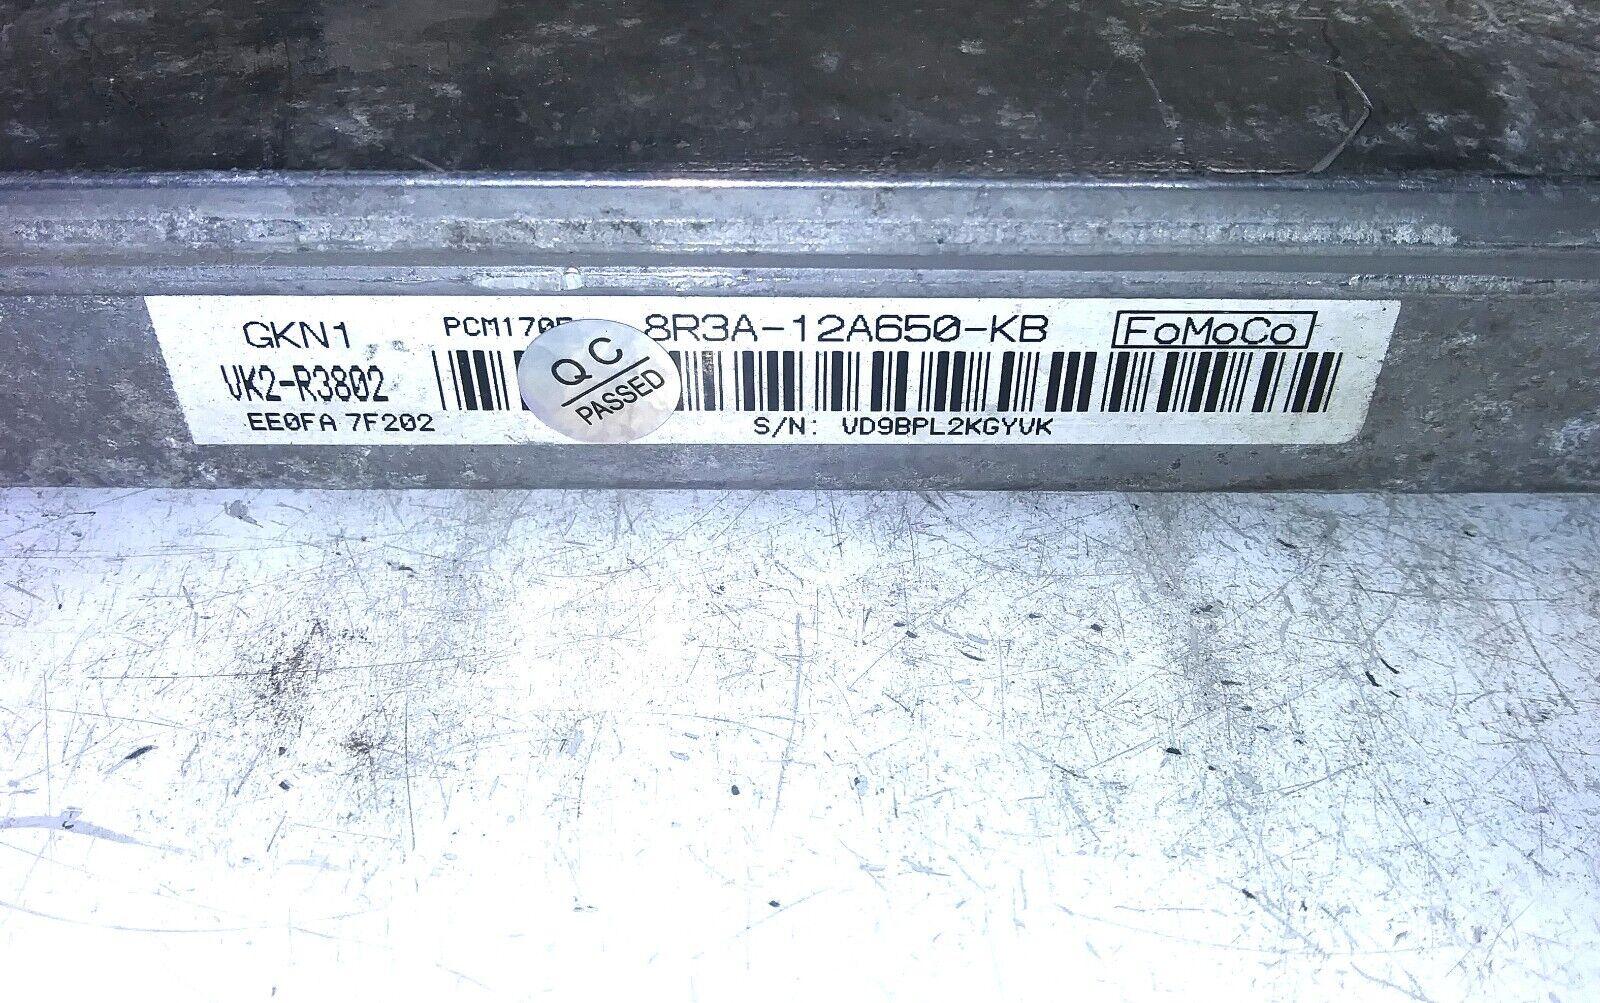 GKN1 8R3A-12A650-KB FoMoCo
VK2-R3802
EE0FA 7F202 S/N: VD9BPL2KGYVK
QC
PASSED